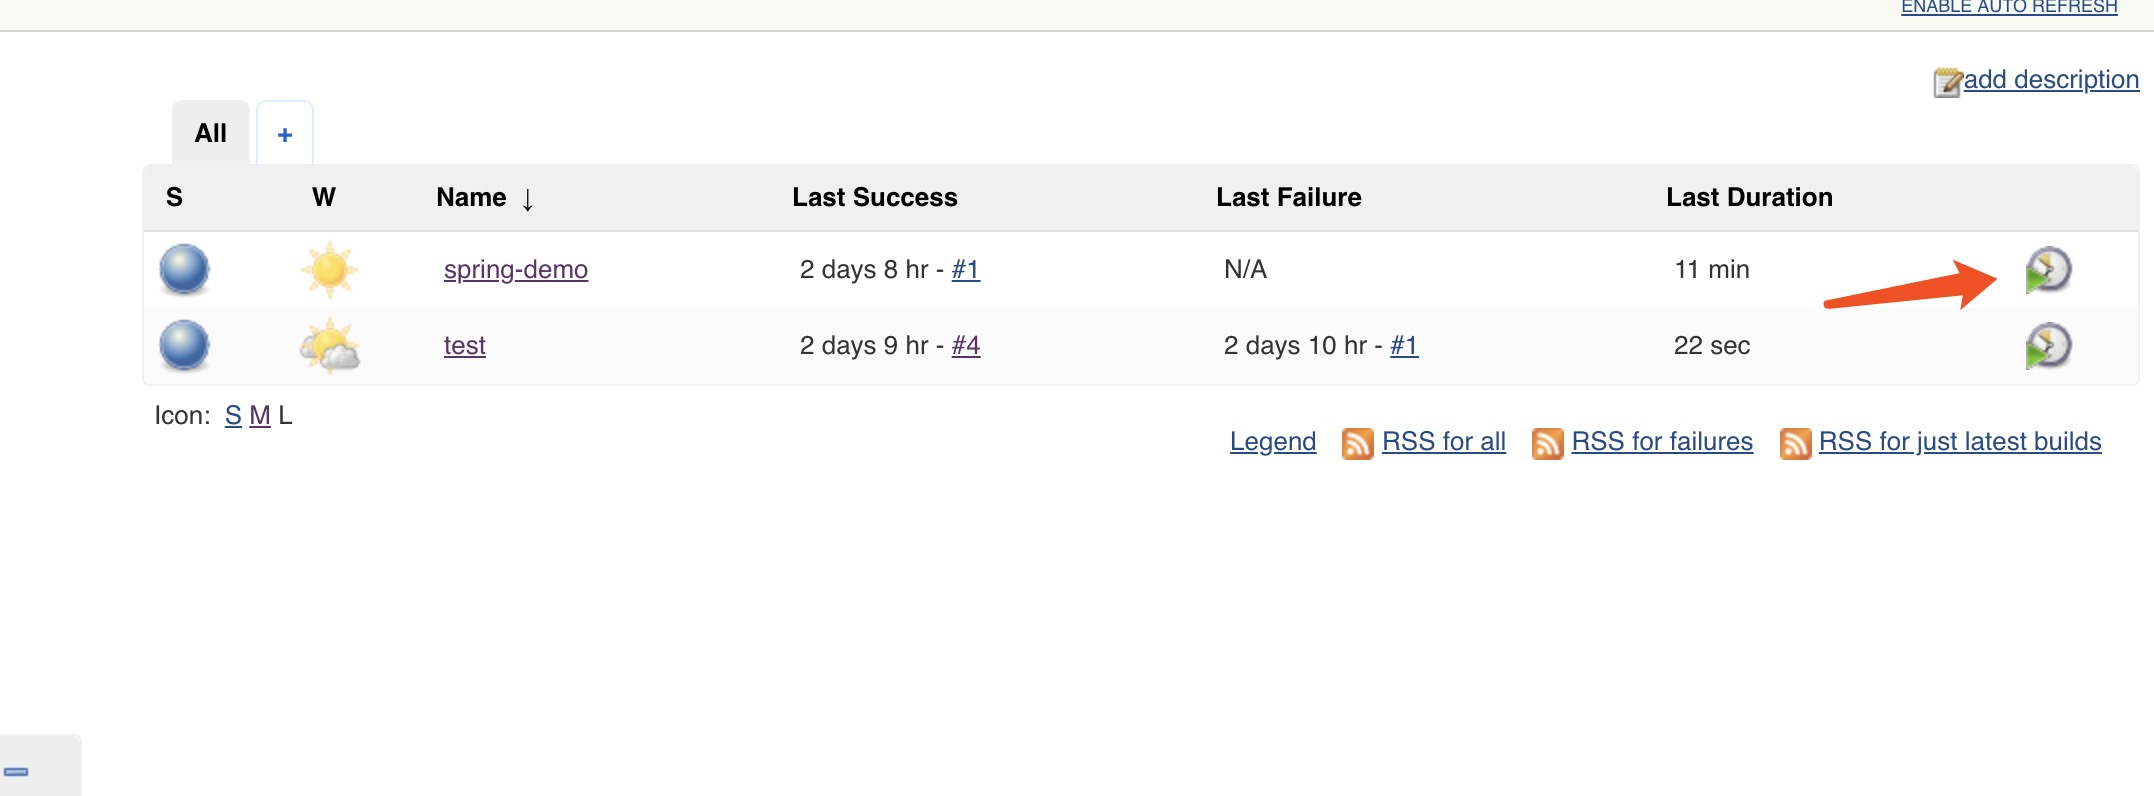 ENABLE AUTO REFRESH
add description
All +
S W Name ↓ Last Success Last Failure Last Duration
spring-demo 2 days 8 hr - #1 N/A 11 min
test 2 days 9 hr - #4 2 days 10 hr - #1 22 sec
Icon: S M L
Legend RSS for all RSS for failures RSS for just latest builds